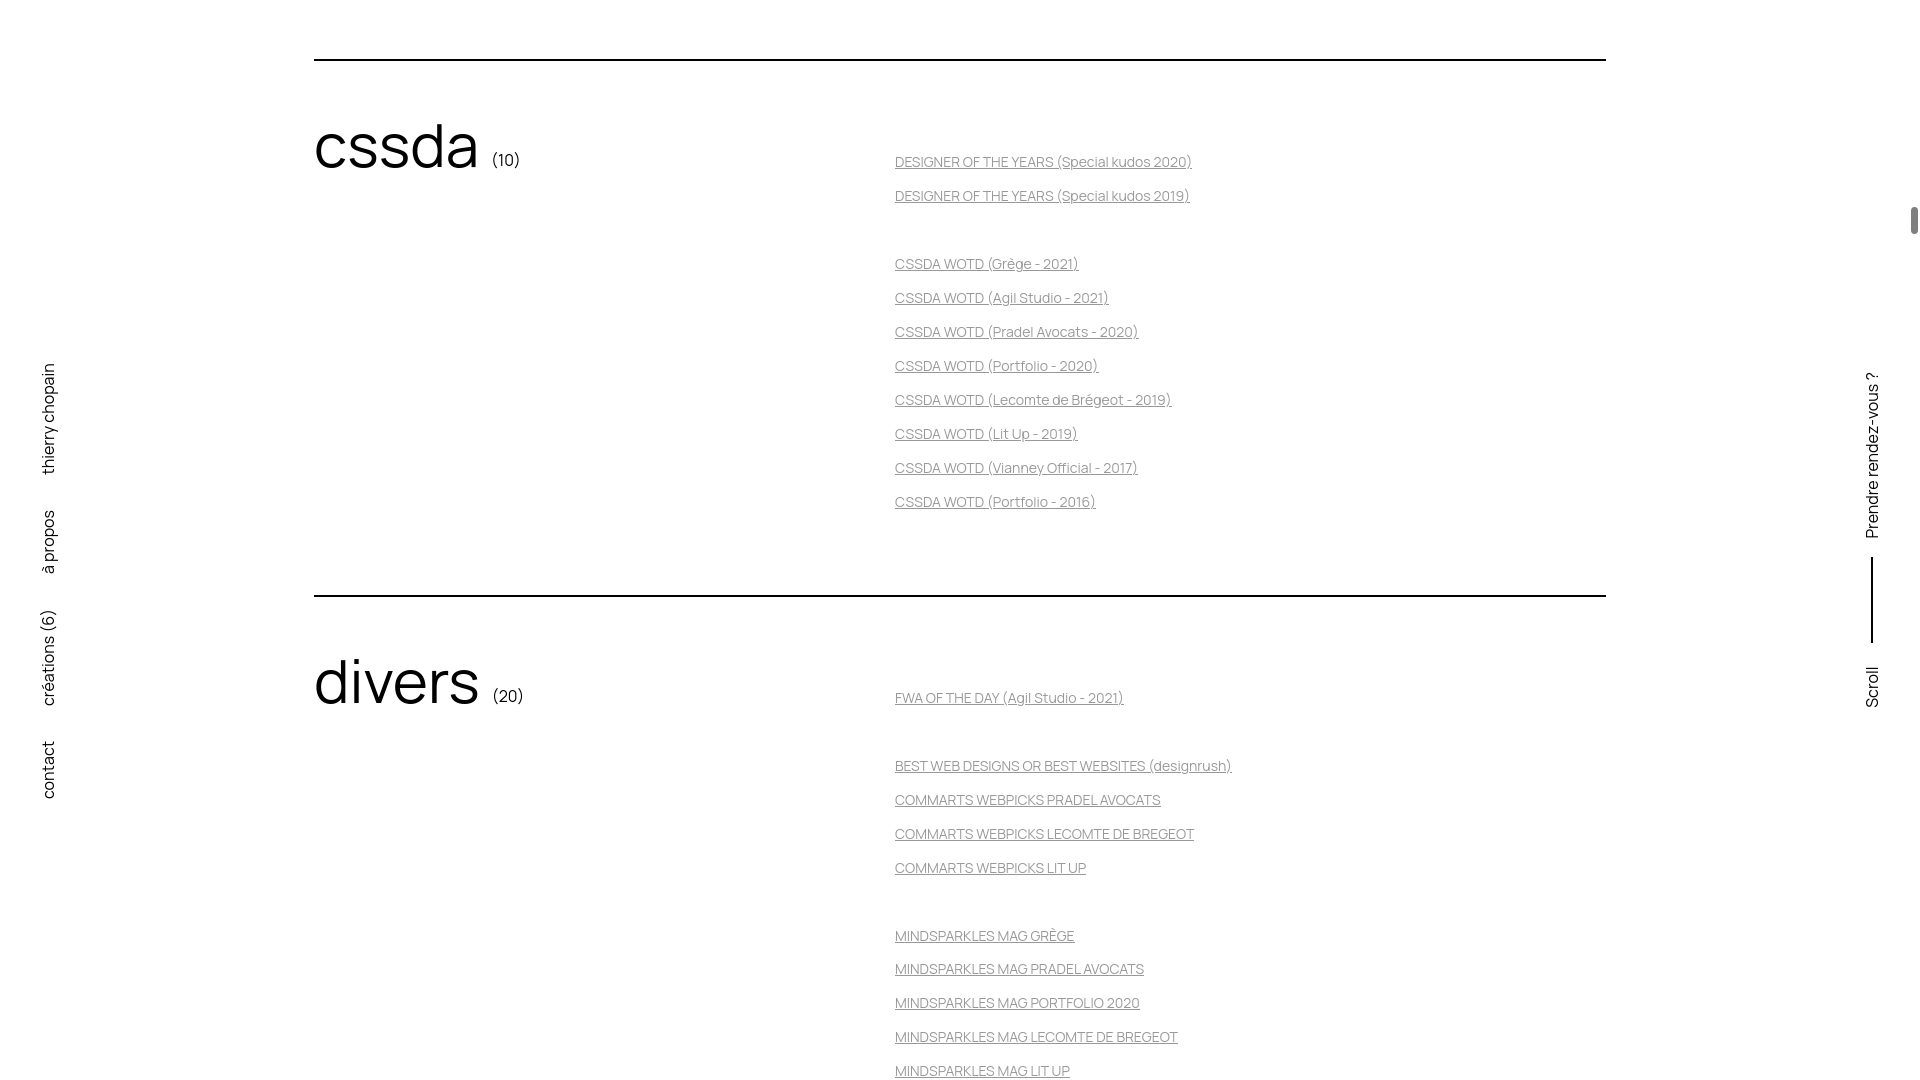 cssda (10)
DESIGNER OF THE YEARS (Special kudos 2020)
DESIGNER OF THE YEARS (Special kudos 2019)
CSSDA WOTD (Grège - 2021)
CSSDA WOTD (Agil Studio - 2021)
CSSDA WOTD (Pradel Avocats - 2020)
CSSDA WOTD (Portfolio - 2020)
CSSDA WOTD (Lecomte de Brégeot - 2019)
CSSDA WOTD (Lit Up - 2019)
CSSDA WOTD (Vianney Official - 2017)
CSSDA WOTD (Portfolio - 2016)
divers (20)
FWA OF THE DAY (Agil Studio - 2021)
BEST WEB DESIGNS OR BEST WEBSITES (designrush)
COMMARTS WEBPICKS PRADEL AVOCATS
COMMARTS WEBPICKS LECOMTE DE BREGEOT
COMMARTS WEBPICKS LIT UP
MINDSPARKLES MAG GRÈGE
MINDSPARKLES MAG PRADEL AVOCATS
MINDSPARKLES MAG PORTFOLIO 2020
MINDSPARKLES MAG LECOMTE DE BREGEOT
MINDSPARKLES MAG LIT UP
thierry chopain
à propos
créations (6)
contact
Prendre rendez-vous ?
Scroll